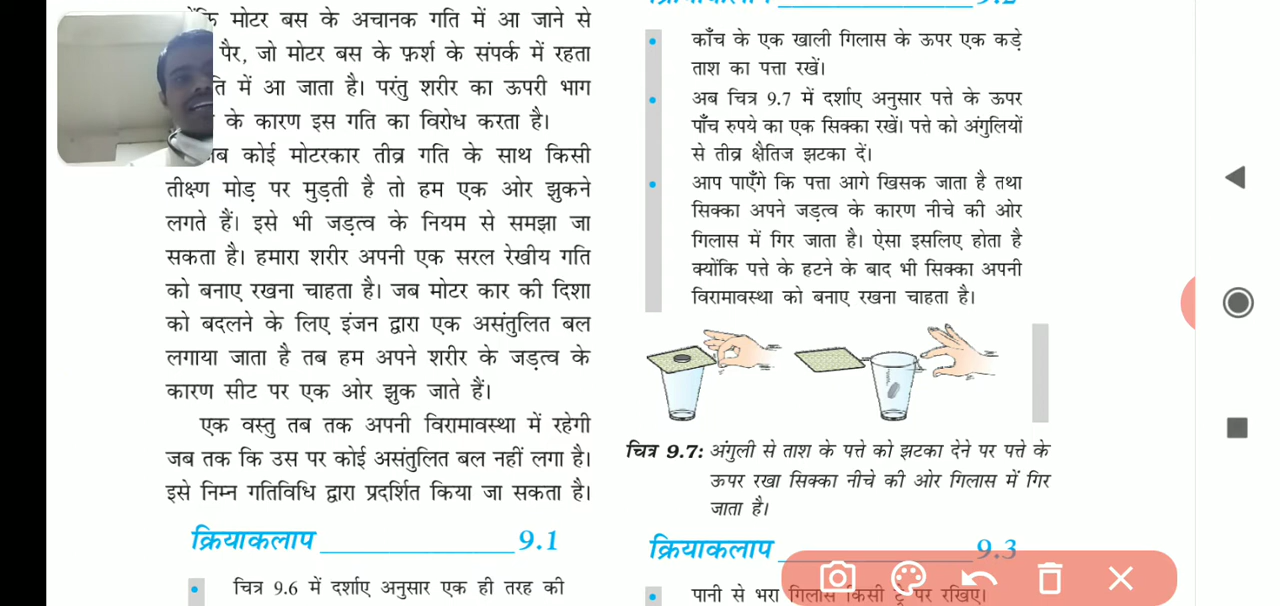 मोटर बस के अचानक गति में आ जाने से
पैर, जो मोटर बस के फ़र्श के संपर्क में रहता
में आ जाता है। परंतु शरीर का ऊपरी भाग
के कारण इस गति का विरोध करता है।
कोई मोटरकार तीव्र गति के साथ किसी
तीक्ष्ण मोड़ पर मुड़ती है तो हम एक ओर झुकने
लगते हैं। इसे भी जड़त्व के नियम से समझा जा
सकता है। हमारा शरीर अपनी एक सरल रेखीय गति
को बनाए रखना चाहता है। जब मोटर कार की दिशा
को बदलने के लिए इंजन द्वारा एक असंतुलित बल
लगाया जाता है तब हम अपने शरीर के जड़त्व के
कारण सीट पर एक ओर झुक जाते हैं।
एक वस्तु तब तक अपनी विरामावस्था में रहेगी
जब तक कि उस पर कोई असंतुलित बल नहीं लगा है।
इसे निम्न गतिविधि द्वारा प्रदर्शित किया जा सकता है।
क्रियाकलाप ______________ 9.1
• चित्र 9.6 में दर्शाए अनुसार एक ही तरह की
क्रियाकलाप ______________ 9.2
• काँच के एक खाली गिलास के ऊपर एक कड़े
ताश का पत्ता रखें।
• अब चित्र 9.7 में दर्शाए अनुसार पत्ते के ऊपर
पाँच रुपये का एक सिक्का रखें। पत्ते को अंगुलियों
से तीव्र क्षैतिज झटका दें।
• आप पाएँगे कि पत्ता आगे खिसक जाता है तथा
सिक्का अपने जड़त्व के कारण नीचे की ओर
गिलास में गिर जाता है। ऐसा इसलिए होता है
क्योंकि पत्ते के हटने के बाद भी सिक्का अपनी
विरामावस्था को बनाए रखना चाहता है।
चित्र 9.7: अंगुली से ताश के पत्ते को झटका देने पर पत्ते के
ऊपर रखा सिक्का नीचे की ओर गिलास में गिर
जाता है।
क्रियाकलाप ______________ 9.3
• पानी से भरा गिलास किसी ट्रे पर रखिए।